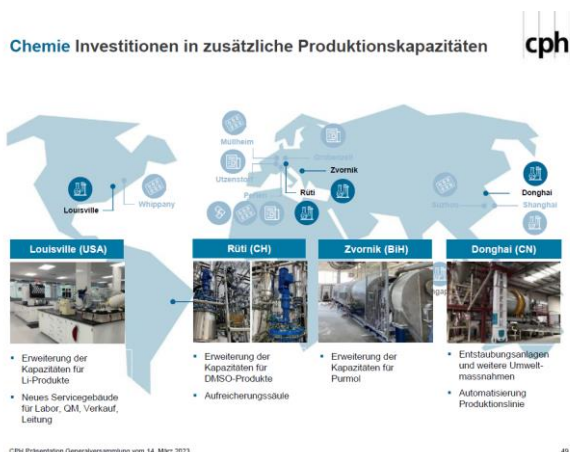 Chemie Investitionen in zusätzliche Produktionskapazitäten
cph
Müllheim
Utzenstorf
Perlen
Rüti
Zvornik
Louisville
Whippany
Donghai
Suzhou
Shanghai
Louisville (USA)
• Erweiterung der
Kapazitäten für
Li-Produkte
• Neues Servicegebäude
für Labor, QM, Verkauf,
Leitung
Rüti (CH)
• Erweiterung der
Kapazitäten für
DMSO-Produkte
• Aufreicherungssäule
Zvornik (BiH)
• Erweiterung der
Kapazitäten für
Purmol
Donghai (CN)
• Entstaubungsanlagen
und weitere Umwelt-
massnahmen
• Automatisierung
Produktionslinie
CPH Präsentation Generalversammlung vom 14. März 2023
49